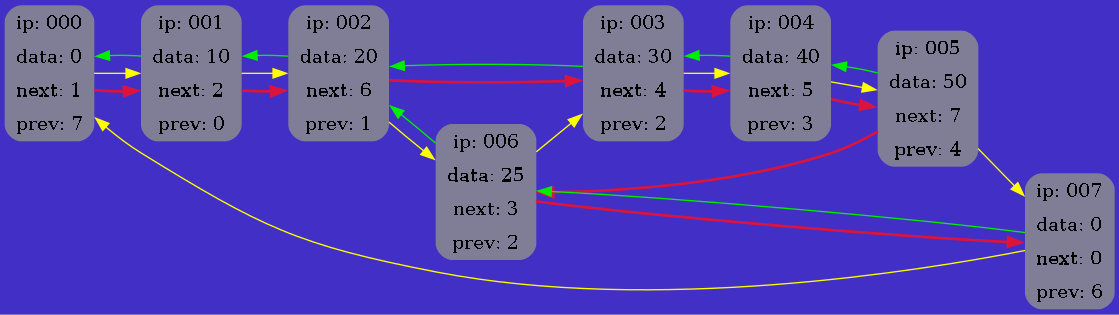 ip: 000
data: 0
next: 1
prev: 7
ip: 001
data: 10
next: 2
prev: 0
ip: 002
data: 20
next: 6
prev: 1
ip: 006
data: 25
next: 3
prev: 2
ip: 003
data: 30
next: 4
prev: 2
ip: 004
data: 40
next: 5
prev: 3
ip: 005
data: 50
next: 7
prev: 4
ip: 007
data: 0
next: 0
prev: 6